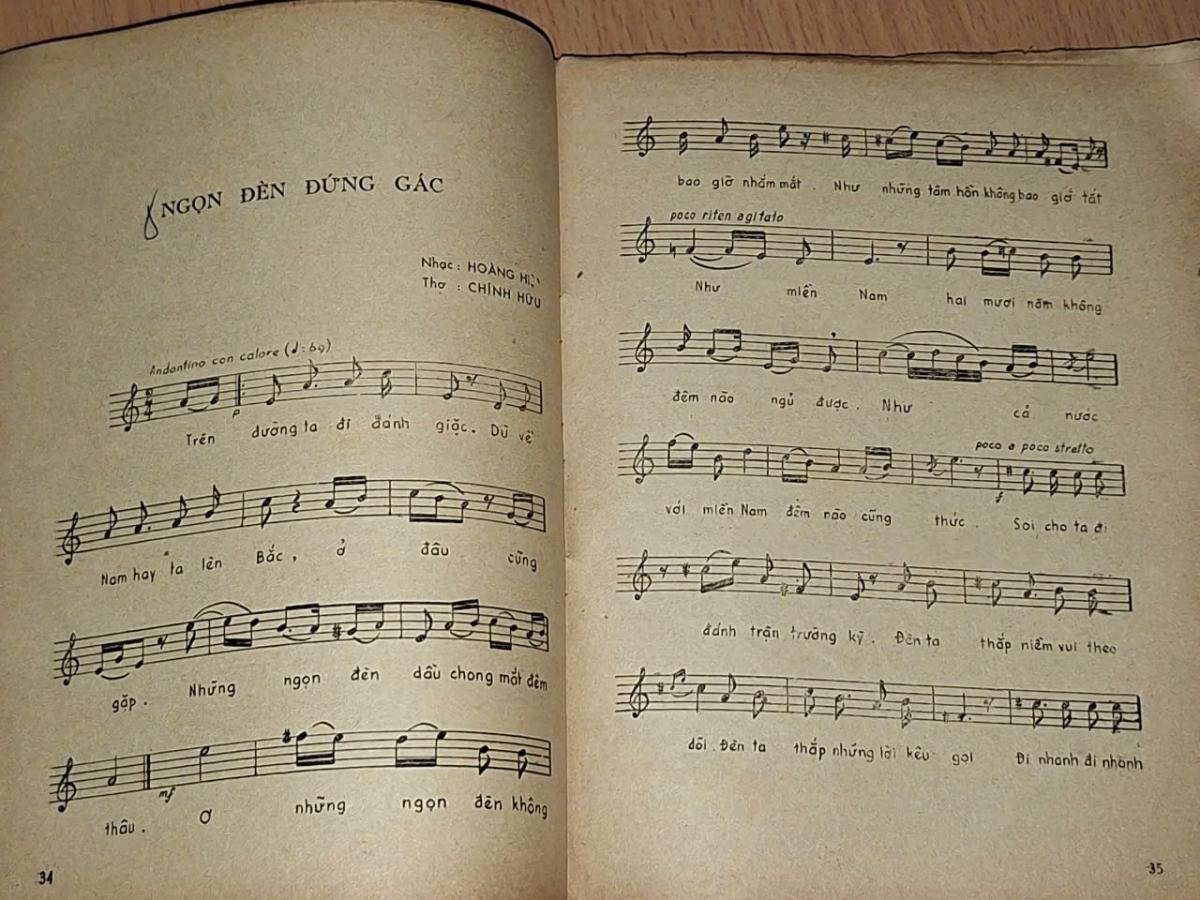 NGỌN ĐÈN ĐỨNG GÁC
Nhạc : HOÀNG
Thơ : CHÍNH HỮU
Andantino con calore (♩=69)
2/4
p
Trên đường ta đi đánh giặc. Dù về
Nam hay ta lên Bắc, ở đâu cũng
gặp. Những ngọn đèn dầu chong mắt đêm
mf
thâu. Ơ những ngọn đèn không
34
bao giờ nhắm mắt. Như những tâm hồn không bao giờ tắt
poco riten agitato
Như miền Nam hai mươi năm không
đêm nào ngủ được. Như cả nước
poco a poco stretto
với miền Nam đêm nào cũng thức. Soi cho ta đi
f
đánh trận trường kỳ. Đèn ta thắp niềm vui theo
dõi. Đèn ta thắp những lời kêu gọi Đi nhanh đi nhanh
35